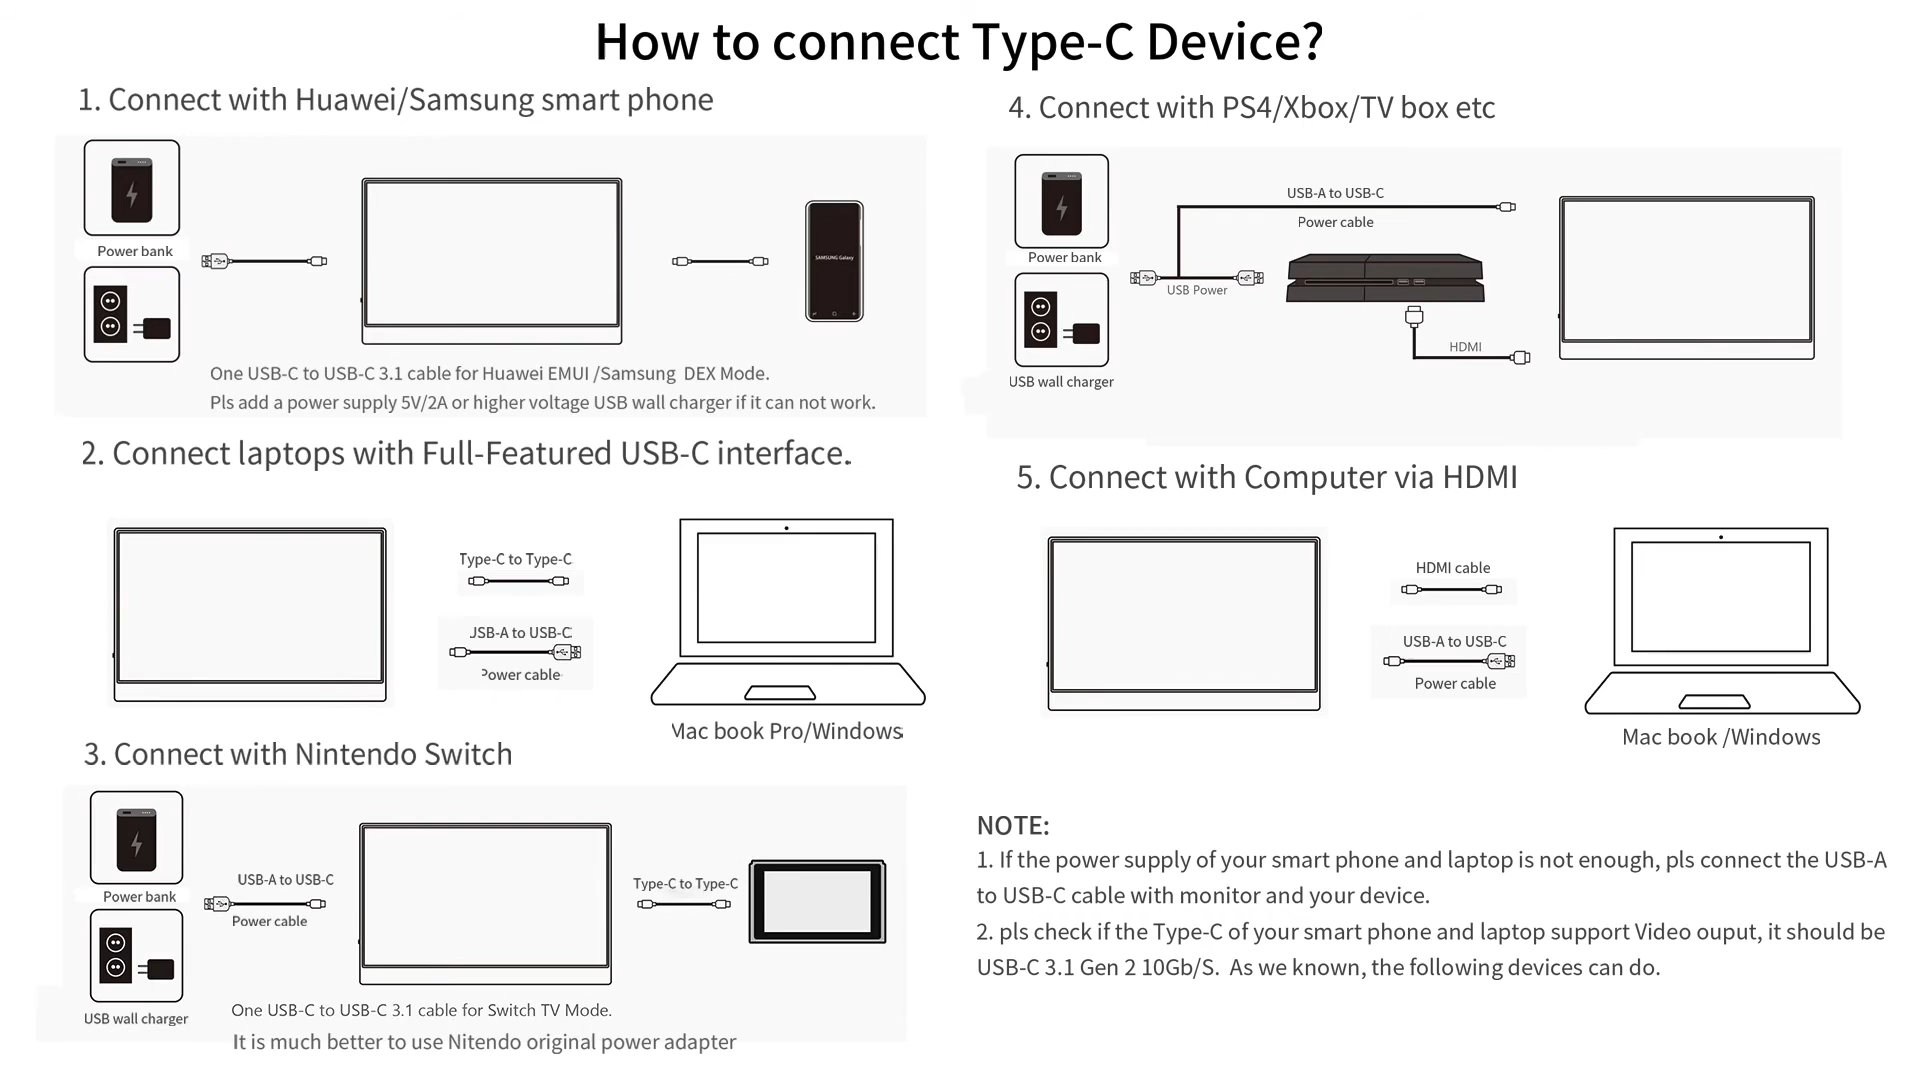 How to connect Type-C Device?
1. Connect with Huawei/Samsung smart phone
Power bank
SAMSUNG Galaxy
One USB-C to USB-C 3.1 cable for Huawei EMUI /Samsung DEX Mode.
Pls add a power supply 5V/2A or higher voltage USB wall charger if it can not work.
2. Connect laptops with Full-Featured USB-C interface.
Type-C to Type-C
USB-A to USB-C
Power cable
Mac book Pro/Windows
3. Connect with Nintendo Switch
Power bank
USB wall charger
USB-A to USB-C
Power cable
Type-C to Type-C
One USB-C to USB-C 3.1 cable for Switch TV Mode.
It is much better to use Nitendo original power adapter
4. Connect with PS4/Xbox/TV box etc
Power bank
USB wall charger
USB-A to USB-C
Power cable
USB Power
HDMI
5. Connect with Computer via HDMI
HDMI cable
USB-A to USB-C
Power cable
Mac book /Windows
NOTE:
1. If the power supply of your smart phone and laptop is not enough, pls connect the USB-A
to USB-C cable with monitor and your device.
2. pls check if the Type-C of your smart phone and laptop support Video ouput, it should be
USB-C 3.1 Gen 2 10Gb/S. As we known, the following devices can do.